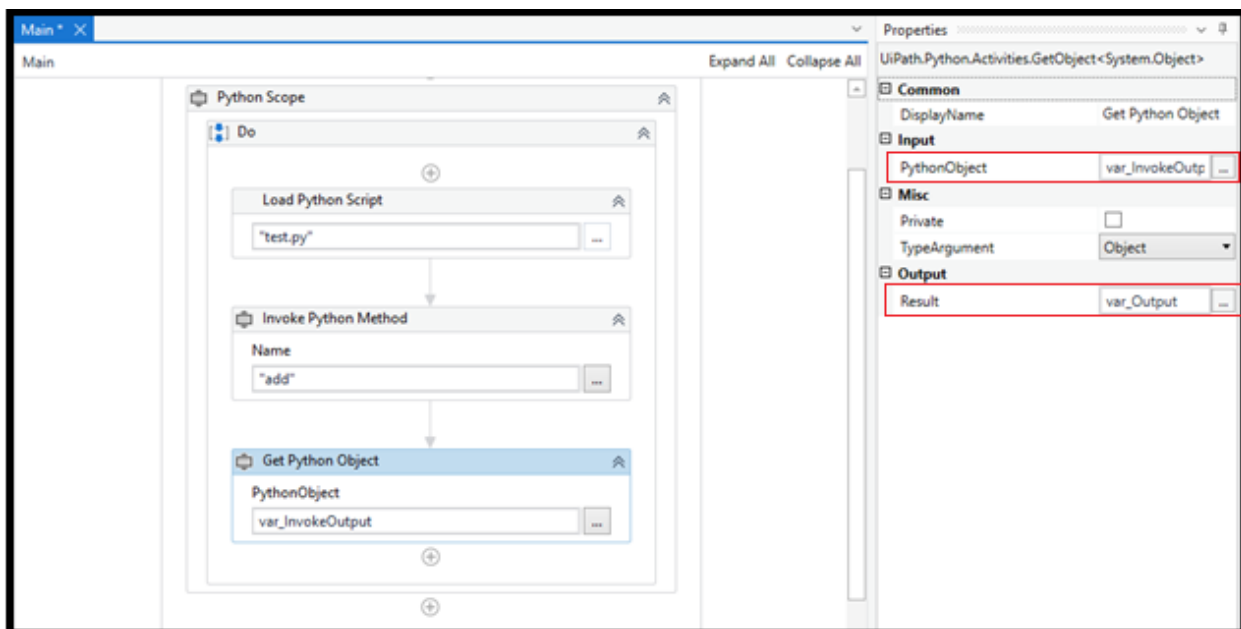 Main *
Main
Expand All Collapse All
Python Scope
Do
Load Python Script
"test.py"
...
Invoke Python Method
Name
"add"
...
Get Python Object
PythonObject
var_InvokeOutput
...
Properties
UiPath.Python.Activities.GetObject<System.Object>
Common
DisplayName Get Python Object
Input
PythonObject var_InvokeOutp ...
Misc
Private
TypeArgument Object
Output
Result var_Output ...